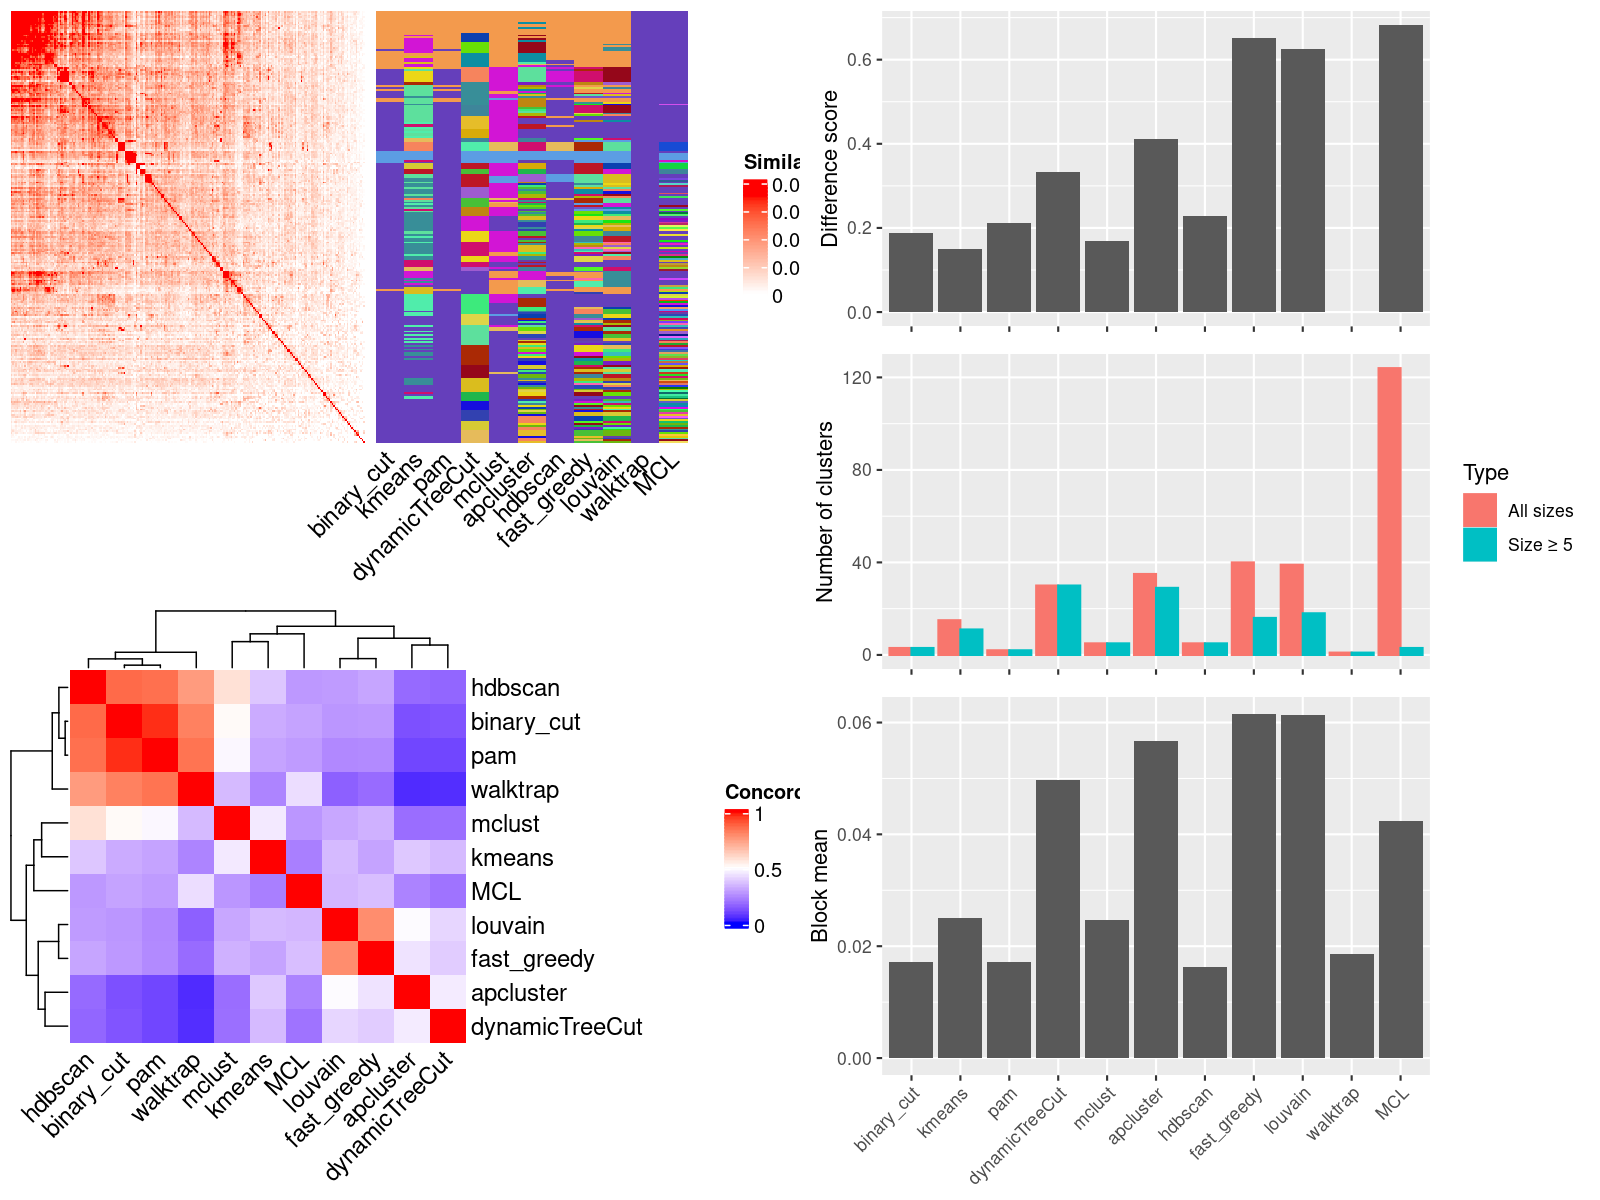 binary_cut
kmeans
pam
dynamicTreeCut
mclust
apcluster
hdbscan
fast_greedy
louvain
walktrap
MCL
Simila
0.0
0.0
0.0
0.0
0
Difference score
0.6
0.4
0.2
0.0
Number of clusters
120
80
40
0
Type
All sizes
Size ≥ 5
Block mean
0.06
0.04
0.02
0.00
binary_cut
kmeans
pam
dynamicTreeCut
mclust
apcluster
hdbscan
fast_greedy
louvain
walktrap
MCL
hdbscan
binary_cut
pam
walktrap
mclust
kmeans
MCL
louvain
fast_greedy
apcluster
dynamicTreeCut
hdbscan
binary_cut
pam
walktrap
mclust
kmeans
MCL
louvain
fast_greedy
apcluster
dynamicTreeCut
Concord
1
0.5
0